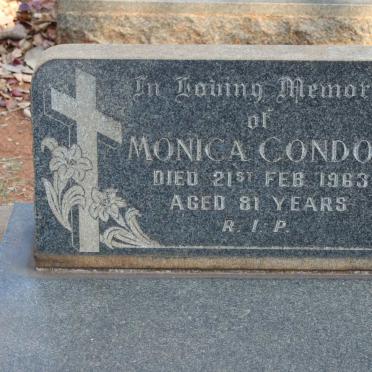 In Loving Memor
of
MONICA CONDO
DIED 21ST FEB. 1963
AGED 81 YEARS
R.I.P.